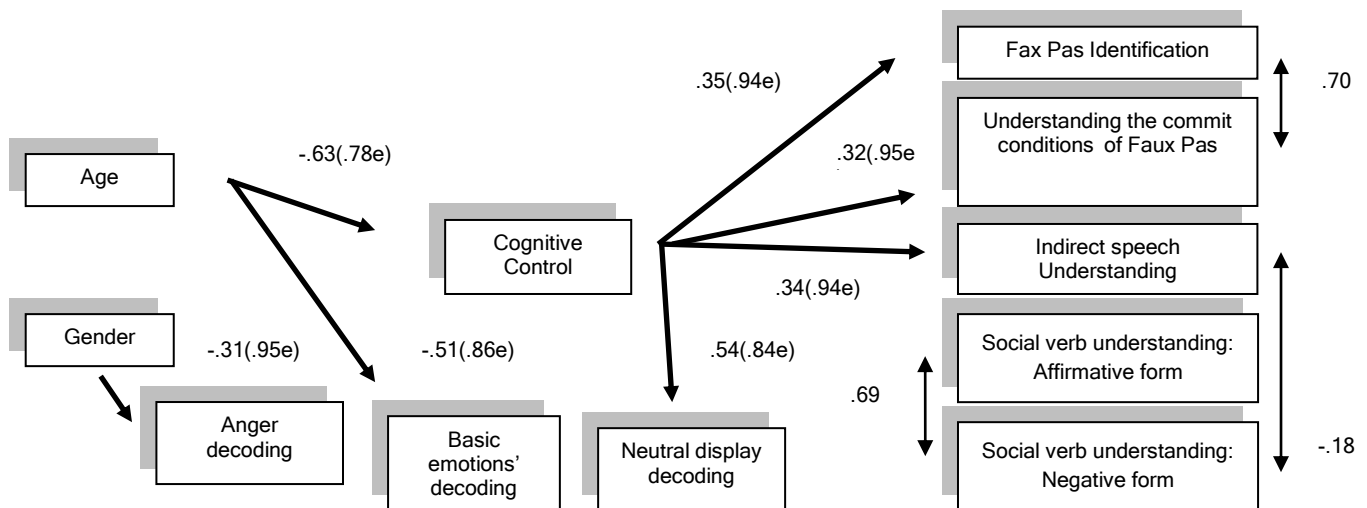 Fax Pas Identification
.35(.94e)
.70
Understanding the commit
conditions of Faux Pas
-.63(.78e)
.32(.95e
Age
Cognitive
Control
Indirect speech
Understanding
.34(.94e)
Gender
-.31(.95e)
-.51(.86e)
.54(.84e)
Social verb understanding:
Affirmative form
.69
Anger
decoding
Basic
emotions’
decoding
Neutral display
decoding
Social verb understanding:
Negative form
-.18